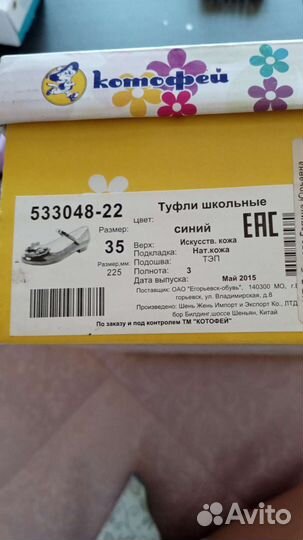 котофей
533048-22
Туфли школьные
Размер:
35
Размер,мм:
225
Цвет:
синий
Верх: Искусств. кожа
Подкладка: Нат.кожа
Подошва: ТЭП
Полнота: 3
Дата выпуска: Май 2015
EAC
Поставщик: ОАО "Егорьевск-обувь", 140300 МО, г.
горьевск, ул. Владимирская, д.8
Произведено: Шень Жень Импорт и Экспорт Ко., ЛТД
бор Билдинг,шоссе Шеньян, Китай
По заказу и под контролем ТМ "КОТОФЕЙ"
Avito